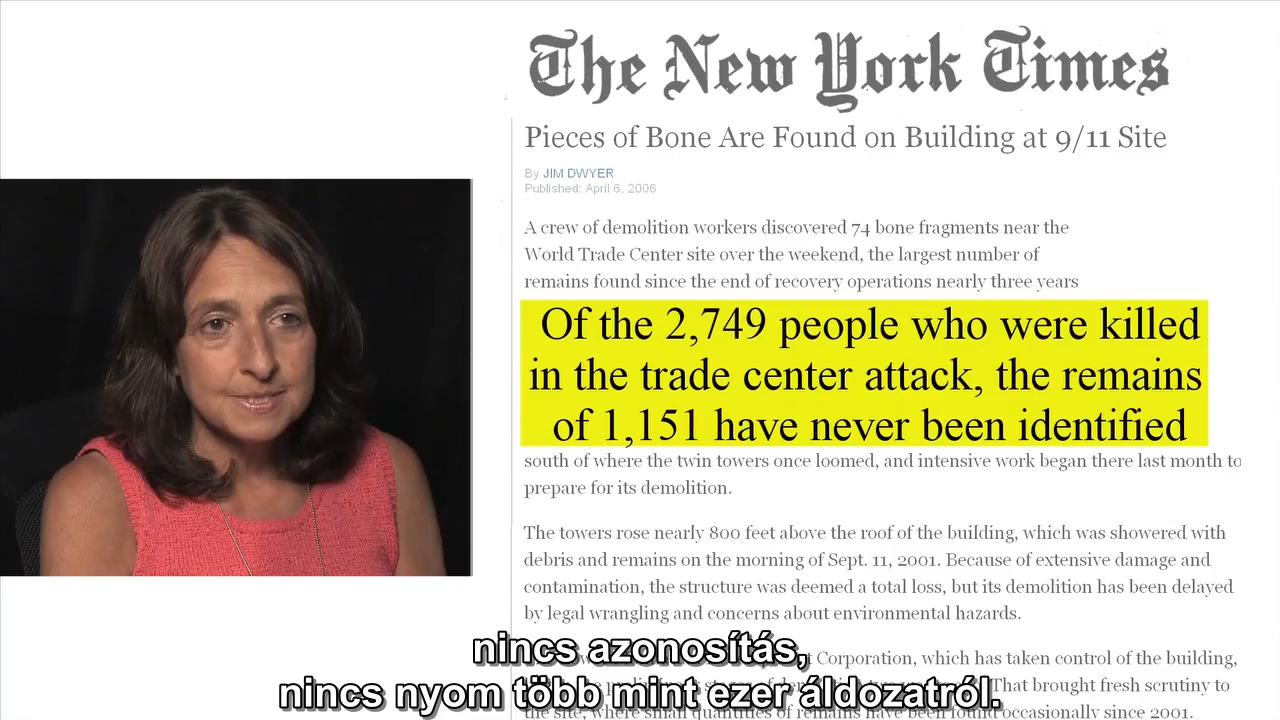 The New York Times
Pieces of Bone Are Found on Building at 9/11 Site
By JIM DWYER
Published: April 6, 2006
A crew of demolition workers discovered 74 bone fragments near the
World Trade Center site over the weekend, the largest number of
remains found since the end of recovery operations nearly three years
Of the 2,749 people who were killed
in the trade center attack, the remains
of 1,151 have never been identified
south of where the twin towers once loomed, and intensive work began there last month to
prepare for its demolition.
The towers rose nearly 800 feet above the roof of the building, which was showered with
debris and remains on the morning of Sept. 11, 2001. Because of extensive damage and
contamination, the structure was deemed a total loss, but its demolition has been delayed
by legal wrangling and concerns about environmental hazards.
nincs azonosítás,
Corporation, which has taken control of the building,
nincs nyom több mint ezer áldozatról.
That brought fresh scrutiny to
the site, where small quantities of remains have been found occasionally since 2001.